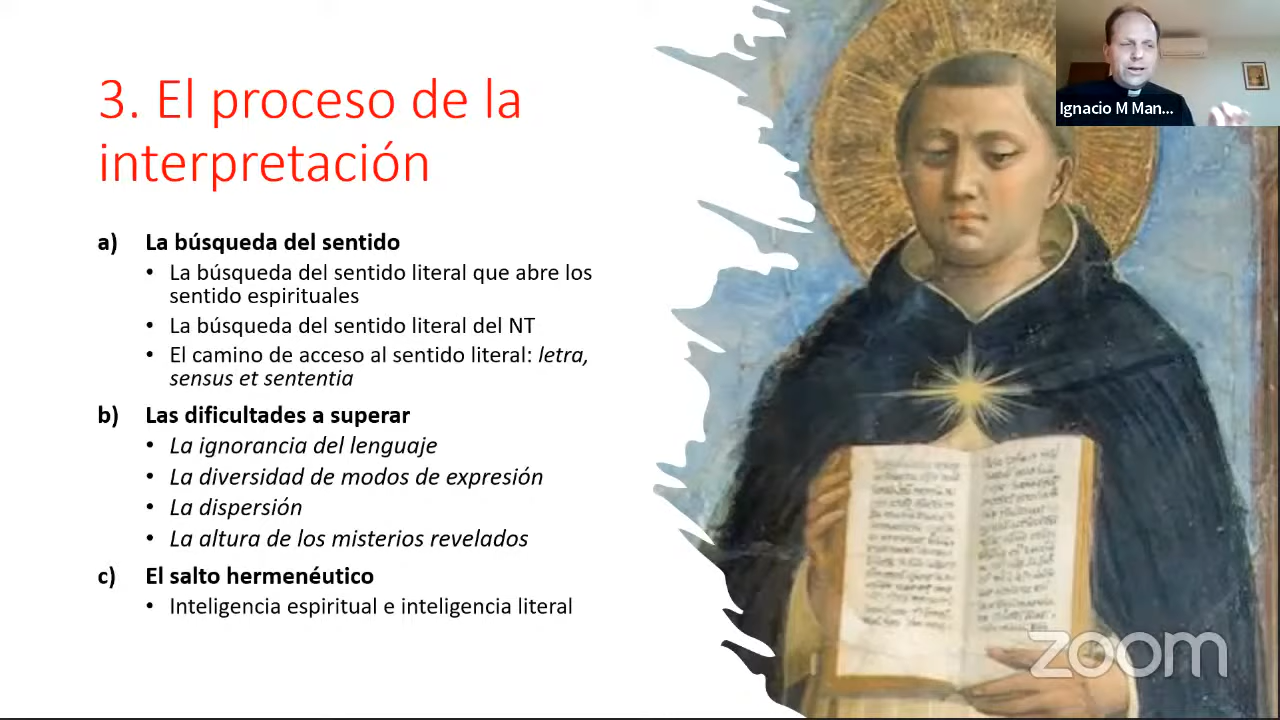 3. El proceso de la
interpretación
a) La búsqueda del sentido
• La búsqueda del sentido literal que abre los
sentido espirituales
• La búsqueda del sentido literal del NT
• El camino de acceso al sentido literal: letra,
sensus et sententia
b) Las dificultades a superar
• La ignorancia del lenguaje
• La diversidad de modos de expresión
• La dispersión
• La altura de los misterios revelados
c) El salto hermenéutico
• Inteligencia espiritual e inteligencia literal
Ignacio M Man...
zoom